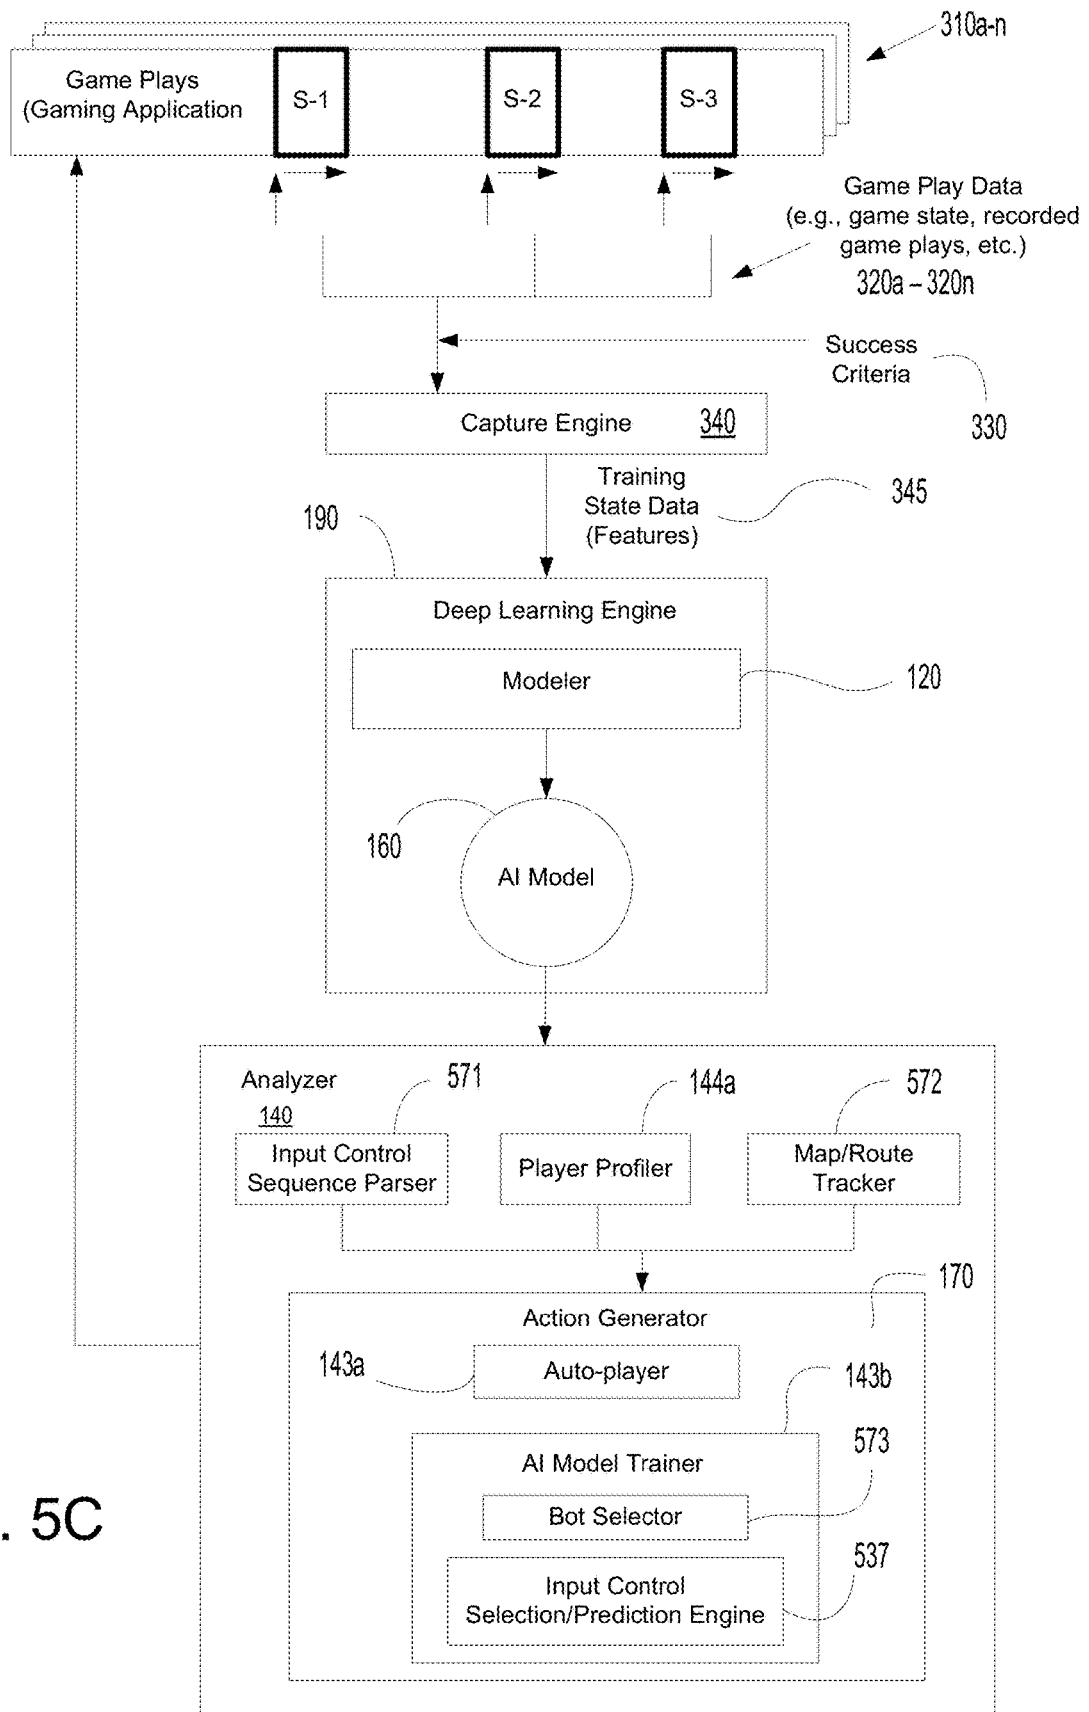 310a-n
Game Plays
(Gaming Application
S-1
S-2
S-3
Game Play Data
(e.g., game state, recorded
game plays, etc.)
320a – 320n
Success
Criteria
330
Capture Engine
340
Training
State Data
(Features)
345
190
Deep Learning Engine
Modeler
120
160
AI Model
Analyzer
140
571
144a
572
Input Control
Sequence Parser
Player Profiler
Map/Route
Tracker
170
Action Generator
143a
Auto-player
143b
AI Model Trainer
573
Bot Selector
537
Input Control
Selection/Prediction Engine
. 5C